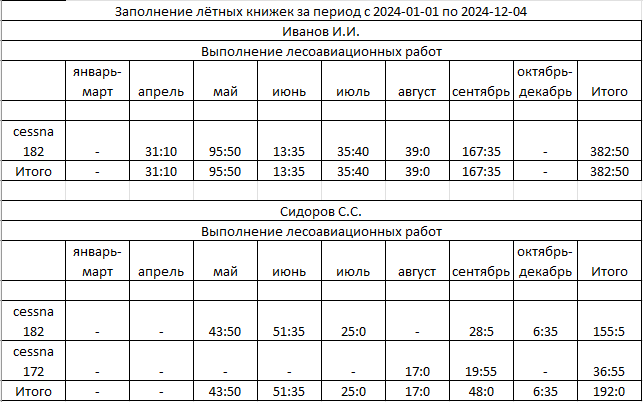 Заполнение лётных книжек за период с 2024-01-01 по 2024-12-04
Иванов И.И.
Выполнение лесоавиационных работ
январь-март апрель май июнь июль август сентябрь октябрь-декабрь Итого
cessna 182 - 31:10 95:50 13:35 35:40 39:0 167:35 - 382:50
Итого - 31:10 95:50 13:35 35:40 39:0 167:35 - 382:50
Сидоров С.С.
Выполнение лесоавиационных работ
январь-март апрель май июнь июль август сентябрь октябрь-декабрь Итого
cessna 182 - - 43:50 51:35 25:0 - 28:5 6:35 155:5
cessna 172 - - - - - 17:0 19:55 - 36:55
Итого - - 43:50 51:35 25:0 17:0 48:0 6:35 192:0